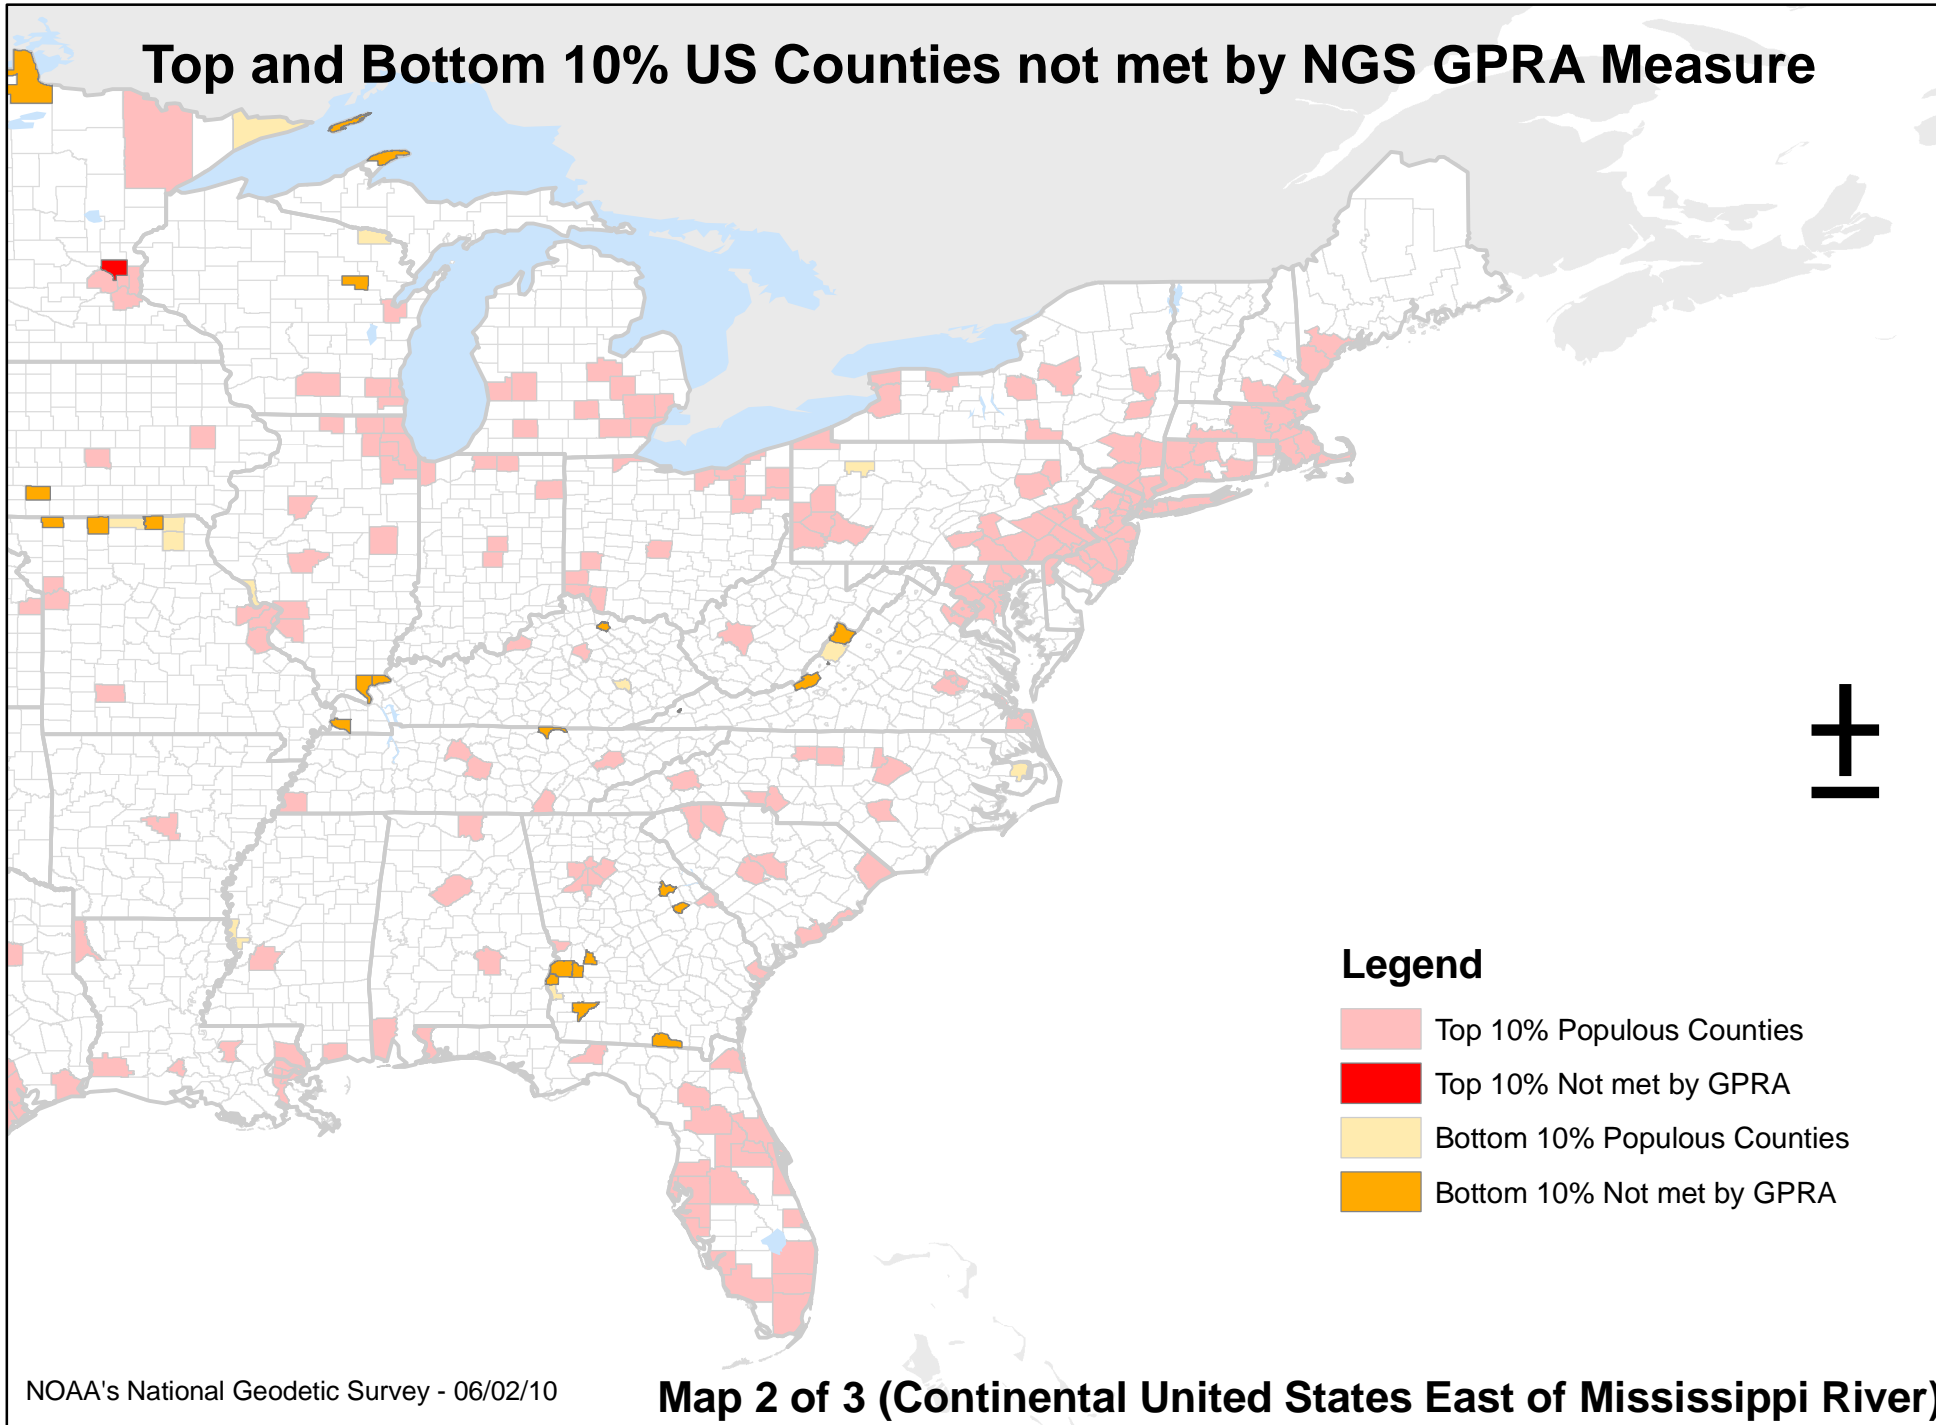 Top and Bottom 10% US Counties not met by NGS GPRA Measure
Legend
Top 10% Populous Counties
Top 10% Not met by GPRA
Bottom 10% Populous Counties
Bottom 10% Not met by GPRA
NOAA's National Geodetic Survey - 06/02/10
Map 2 of 3 (Continental United States East of Mississippi River)